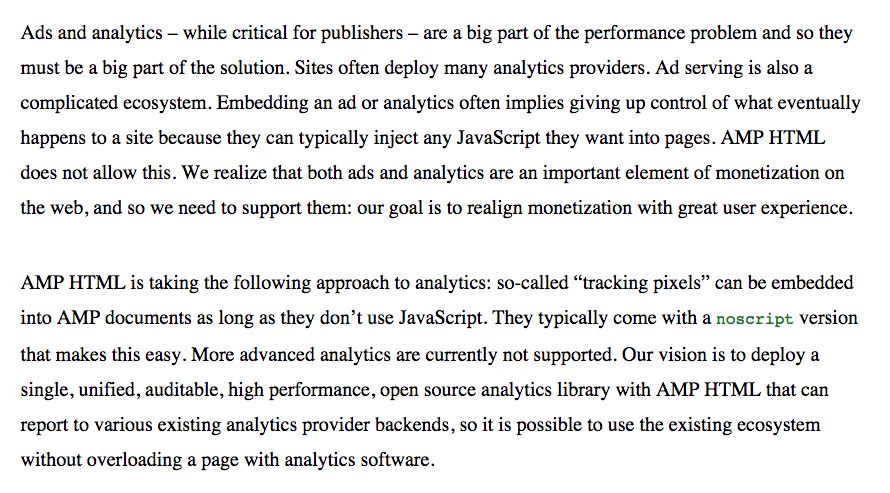 Ads and analytics – while critical for publishers – are a big part of the performance problem and so they
must be a big part of the solution. Sites often deploy many analytics providers. Ad serving is also a
complicated ecosystem. Embedding an ad or analytics often implies giving up control of what eventually
happens to a site because they can typically inject any JavaScript they want into pages. AMP HTML
does not allow this. We realize that both ads and analytics are an important element of monetization on
the web, and so we need to support them: our goal is to realign monetization with great user experience.
AMP HTML is taking the following approach to analytics: so-called “tracking pixels” can be embedded
into AMP documents as long as they don’t use JavaScript. They typically come with a noscript version
that makes this easy. More advanced analytics are currently not supported. Our vision is to deploy a
single, unified, auditable, high performance, open source analytics library with AMP HTML that can
report to various existing analytics provider backends, so it is possible to use the existing ecosystem
without overloading a page with analytics software.